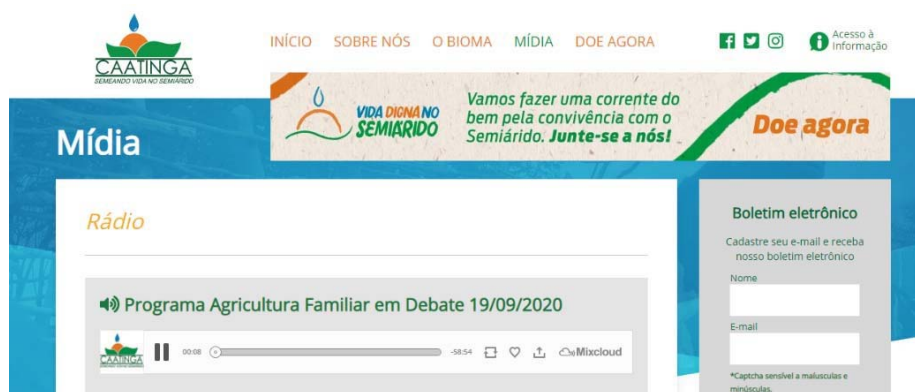 CAATINGA
SEMEANDO VIDA NO SEMIÁRIDO
INÍCIO SOBRE NÓS O BIOMA MÍDIA DOE AGORA
Acesso à
Informação
VIDA DIGNA NO
SEMIÁRIDO
Vamos fazer uma corrente do
bem pela convivência com o
Semiárido. Junte-se a nós!
Doe agora
Mídia
Rádio
Programa Agricultura Familiar em Debate 19/09/2020
CAATINGA
00:08
-58:54
Mixcloud
Boletim eletrônico
Cadastre seu e-mail e receba
nosso boletim eletrônico
Nome
E-mail
*Captcha sensível a maiusculas e
minúsculas.